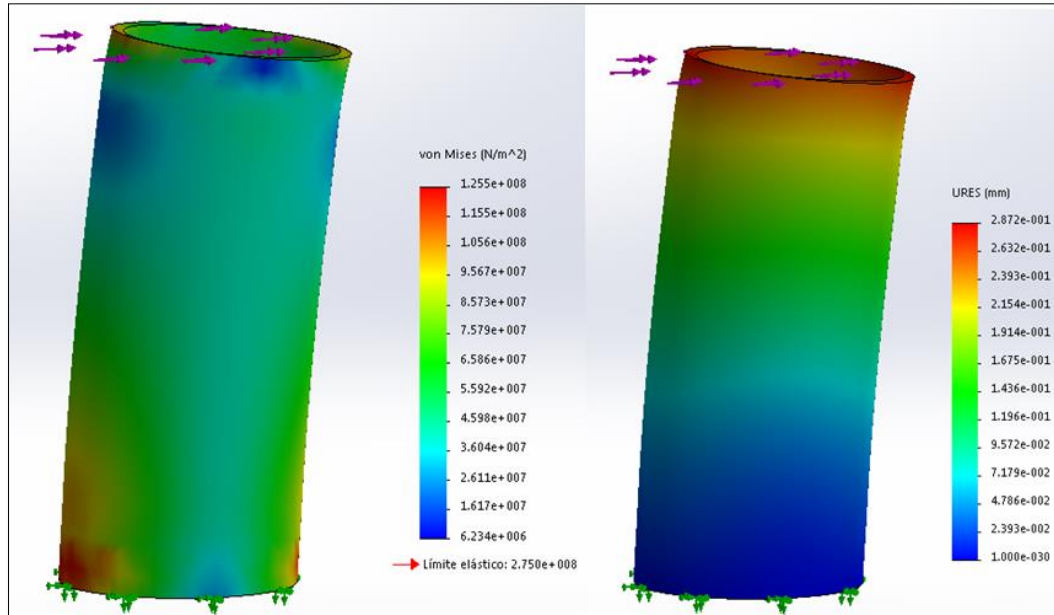 von Mises (N/m^2)
1.255e+008
1.155e+008
1.056e+008
9.567e+007
8.573e+007
7.579e+007
6.586e+007
5.592e+007
4.598e+007
3.604e+007
2.611e+007
1.617e+007
6.234e+006
Límite elástico: 2.750e+008
URES (mm)
2.872e-001
2.632e-001
2.393e-001
2.154e-001
1.914e-001
1.675e-001
1.436e-001
1.196e-001
9.572e-002
7.179e-002
4.786e-002
2.393e-002
1.000e-030